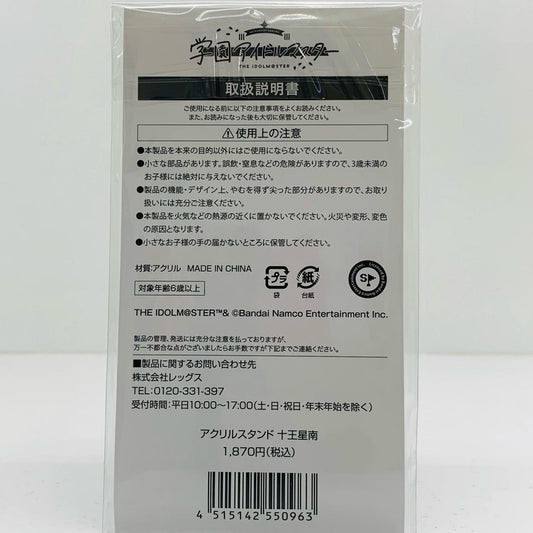 学園アイドルマスター
THE IDOLM@STER
取扱説明書
ご使用になる前に以下の注意事項をよくお読みください。
また、お読みになった後も大切に保管してください。
⚠使用上の注意
●本製品を本来の目的以外にはご使用にならないでください。
●小さな部品があります。誤飲・窒息などの危険がありますので、3歳未満の
お子様には絶対に与えないでください。
●製品の機能・デザイン上、やむを得ず尖った部分がありますので、お取り
扱いには充分ご注意ください。
●本製品を火気などの熱源の近くに置かないでください。火災や変形、変色
の原因となります。
●小さなお子様の手の届かないところに保管してください。
材質:アクリル MADE IN CHINA
対象年齢6歳以上
プラ
袋
紙
台紙
S
THE IDOLM@STER™& ©Bandai Namco Entertainment Inc.
製品の管理、発送には充分な注意を払っておりますが、
万一不都合な点がございましたらお手数ですが下記までご連絡ください。
■製品に関するお問い合わせ先
株式会社レッグス
TEL:0120-331-397
受付時間:平日10:00〜17:00(土・日・祝日・年末年始を除く)
アクリルスタンド 十王星南
1,870円(税込)
4 515142 550963